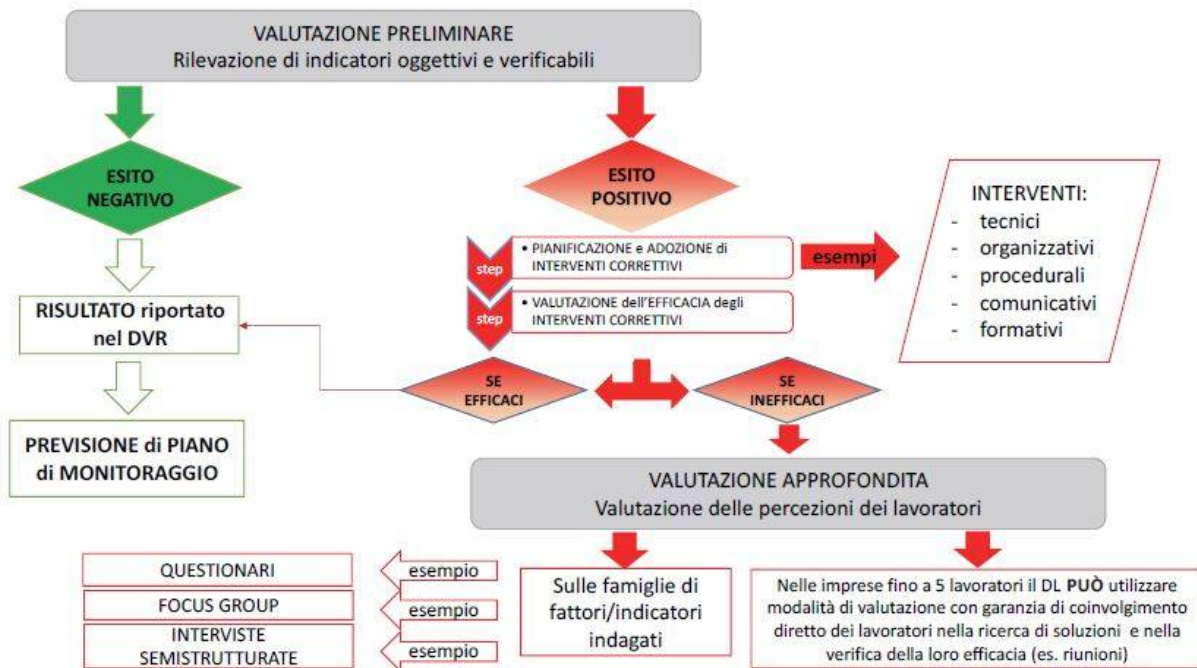 VALUTAZIONE PRELIMINARE
Rilevazione di indicatori oggettivi e verificabili
ESITO
NEGATIVO
ESITO
POSITIVO
INTERVENTI:
- tecnici
- organizzativi
- procedurali
- comunicativi
- formativi
step
• PIANIFICAZIONE e ADOZIONE di
INTERVENTI CORRETTIVI
esempi
step
• VALUTAZIONE dell'EFFICACIA degli
INTERVENTI CORRETTIVI
RISULTATO riportato
nel DVR
SE
EFFICACI
SE
INEFFICACI
PREVISIONE di PIANO
di MONITORAGGIO
VALUTAZIONE APPROFONDITA
Valutazione delle percezioni dei lavoratori
QUESTIONARI
esempio
FOCUS GROUP
esempio
INTERVISTE
SEMISTRUTTURATE
esempio
Sulle famiglie di
fattori/indicatori
indagati
Nelle imprese fino a 5 lavoratori il DL PUÒ utilizzare
modalità di valutazione con garanzia di coinvolgimento
diretto dei lavoratori nella ricerca di soluzioni e nella
verifica della loro efficacia (es. riunioni)